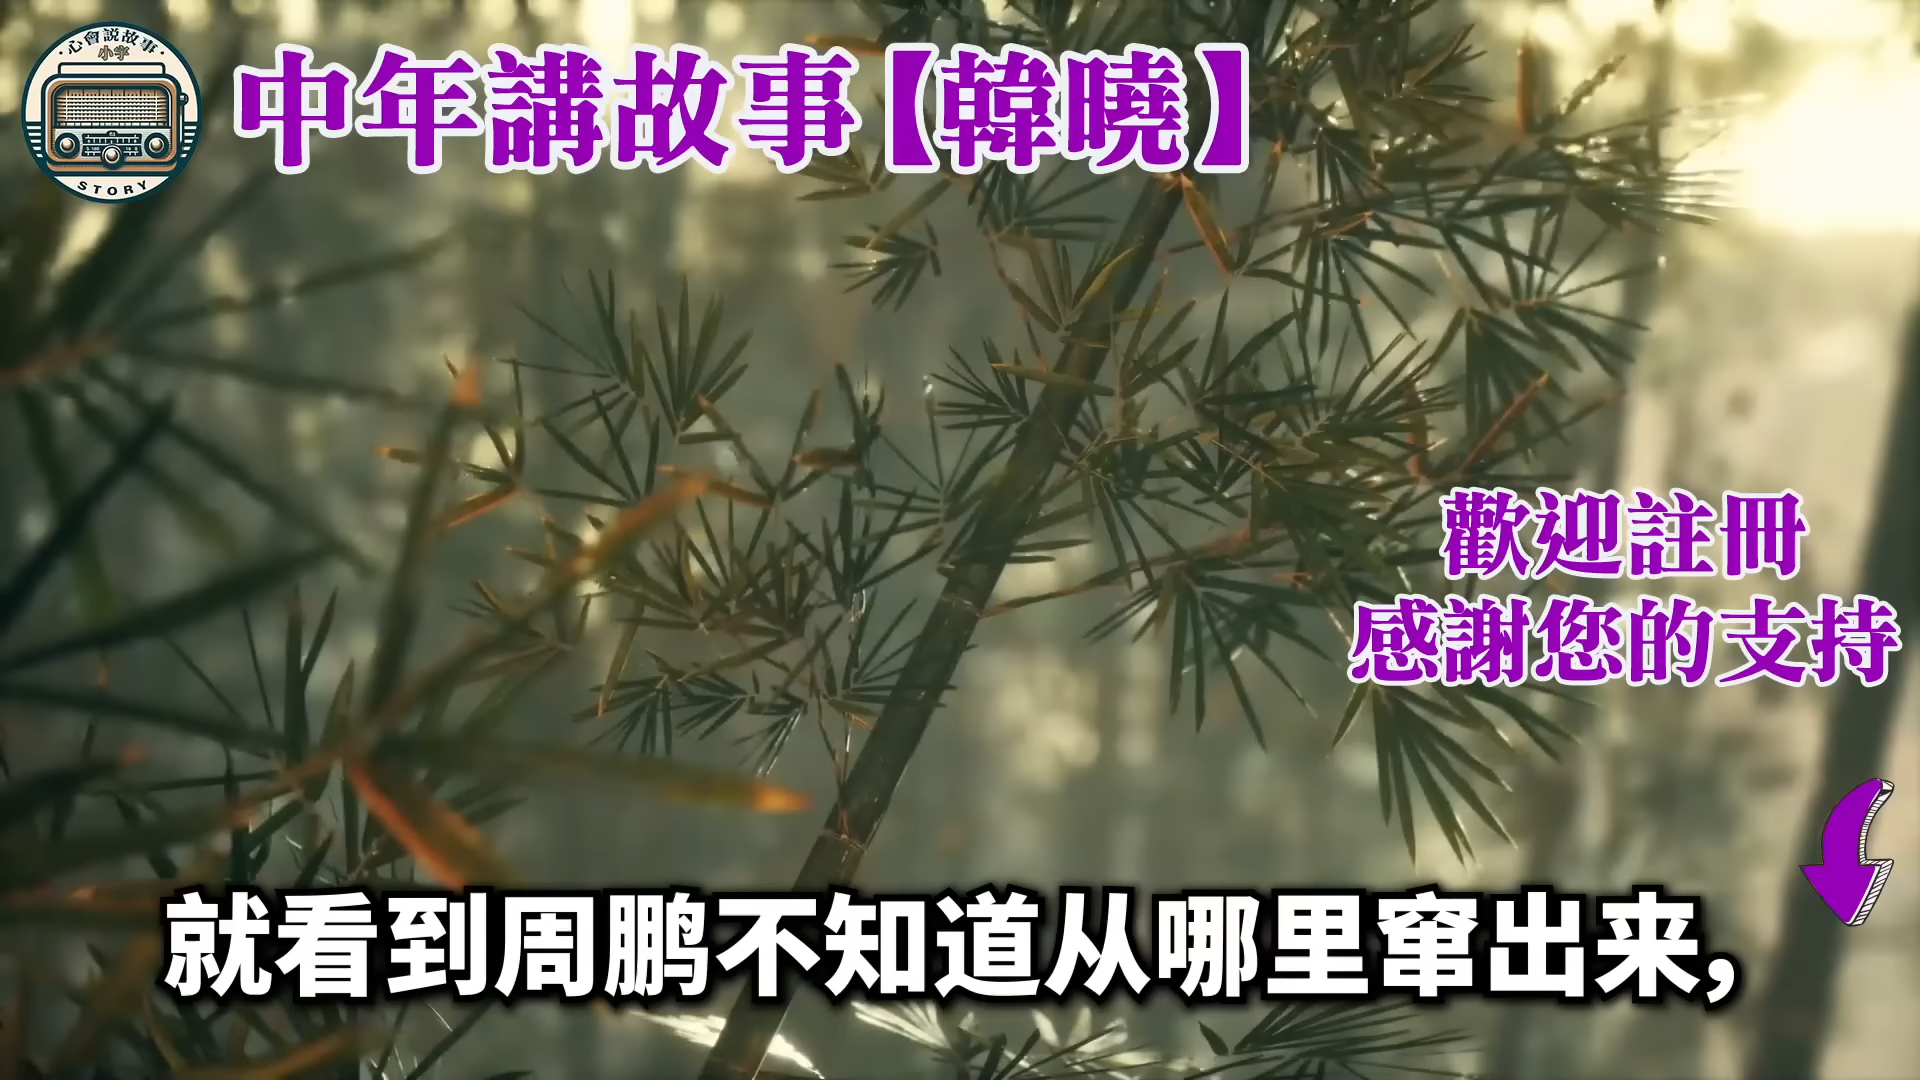 ·心會説故事·
小宇
STORY
中年講故事【韓曉】
歡迎註冊
感謝您的支持
就看到周鹏不知道从哪里窜出来,